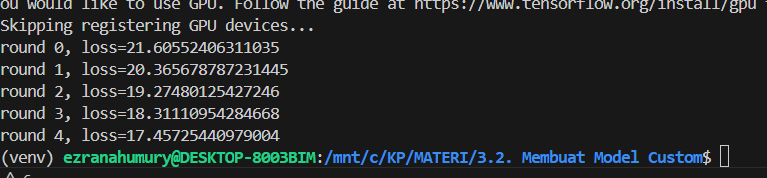 ou would like to use GPU. Follow the guide at https://www.tensorflow.org/install/gpu
Skipping registering GPU devices...
round 0, loss=21.60552406311035
round 1, loss=20.365678787231445
round 2, loss=19.27480125427246
round 3, loss=18.31110954284668
round 4, loss=17.45725440979004
(venv) ezranahumury@DESKTOP-8003BIM:/mnt/c/KP/MATERI/3.2. Membuat Model Custom$